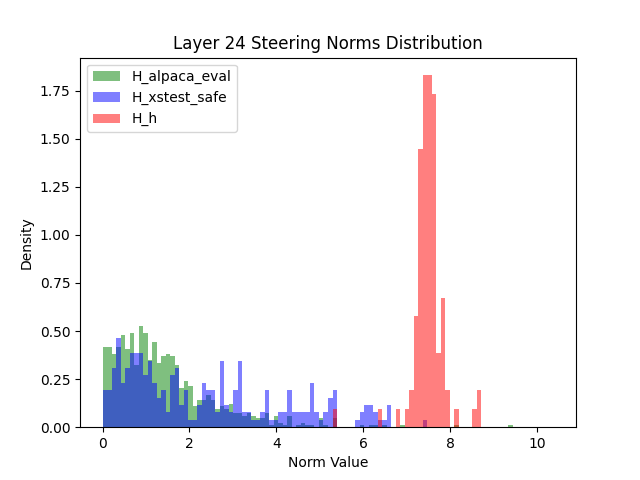 Layer 24 Steering Norms Distribution
H_alpaca_eval
H_xstest_safe
H_h
Density
1.75
1.50
1.25
1.00
0.75
0.50
0.25
0.00
0 2 4 6 8 10
Norm Value